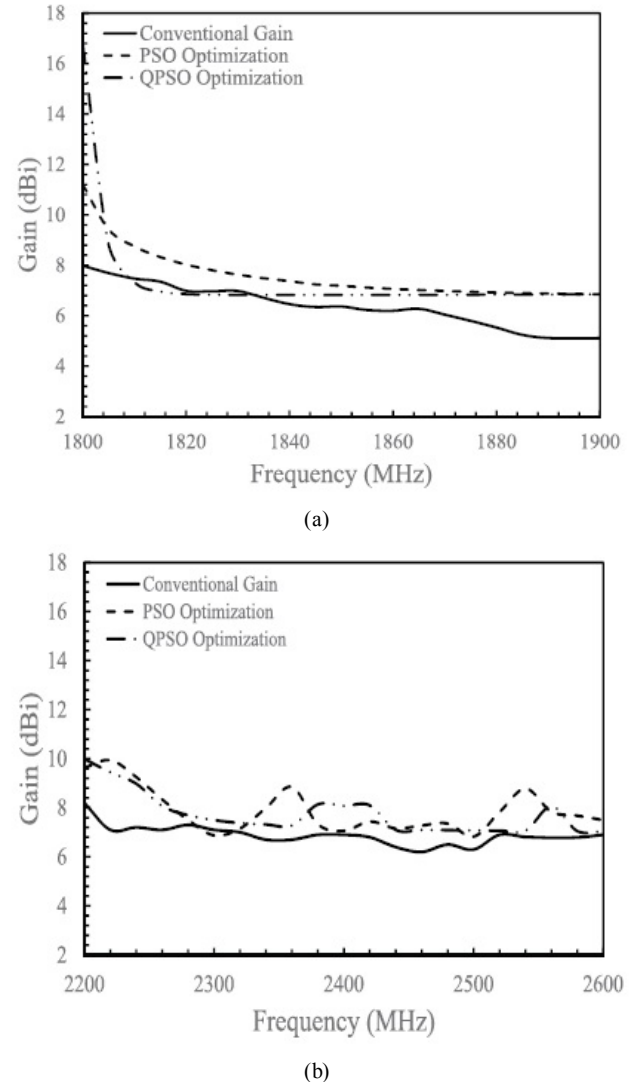 18
16
14
12
10
8
6
4
2
Gain (dBi)
Conventional Gain
PSO Optimization
QPSO Optimization
1800 1820 1840 1860 1880 1900
Frequency (MHz)
(a)
18
16
14
12
10
8
6
4
2
Gain (dBi)
Conventional Gain
PSO Optimization
QPSO Optimization
2200 2300 2400 2500 2600
Frequency (MHz)
(b)